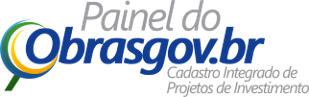 Painel do
Obrasgov.br
Cadastro Integrado de
Projetos de Investimento